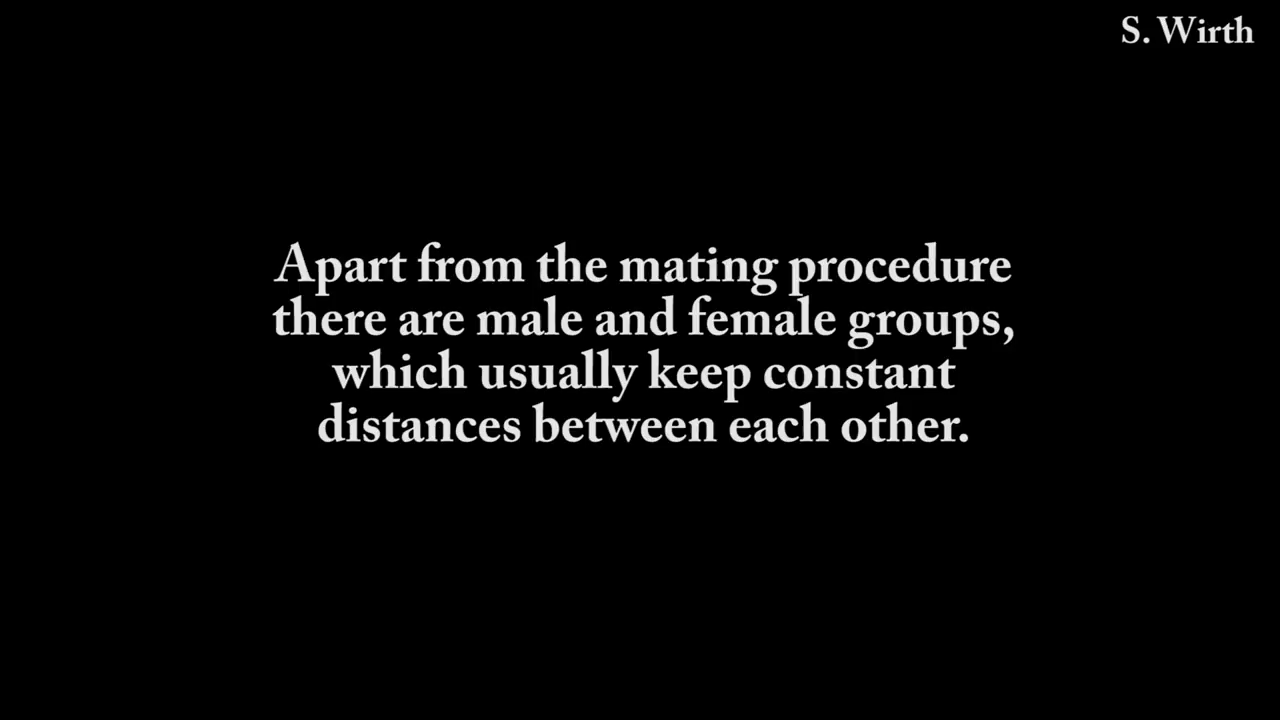 S. Wirth
Apart from the mating procedure
there are male and female groups,
which usually keep constant
distances between each other.